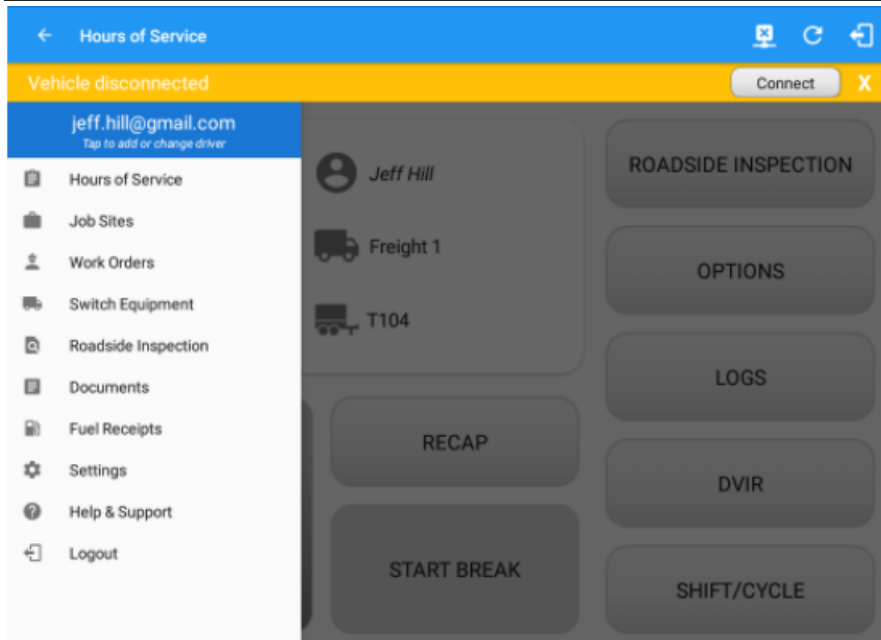 Hours of Service
Vehicle disconnected
Connect
X
jeff.hill@gmail.com
Tap to add or change driver
Hours of Service
Job Sites
Work Orders
Switch Equipment
Roadside Inspection
Documents
Fuel Receipts
Settings
Help & Support
Logout
Jeff Hill
Freight 1
T104
RECAP
START BREAK
ROADSIDE INSPECTION
OPTIONS
LOGS
DVIR
SHIFT/CYCLE